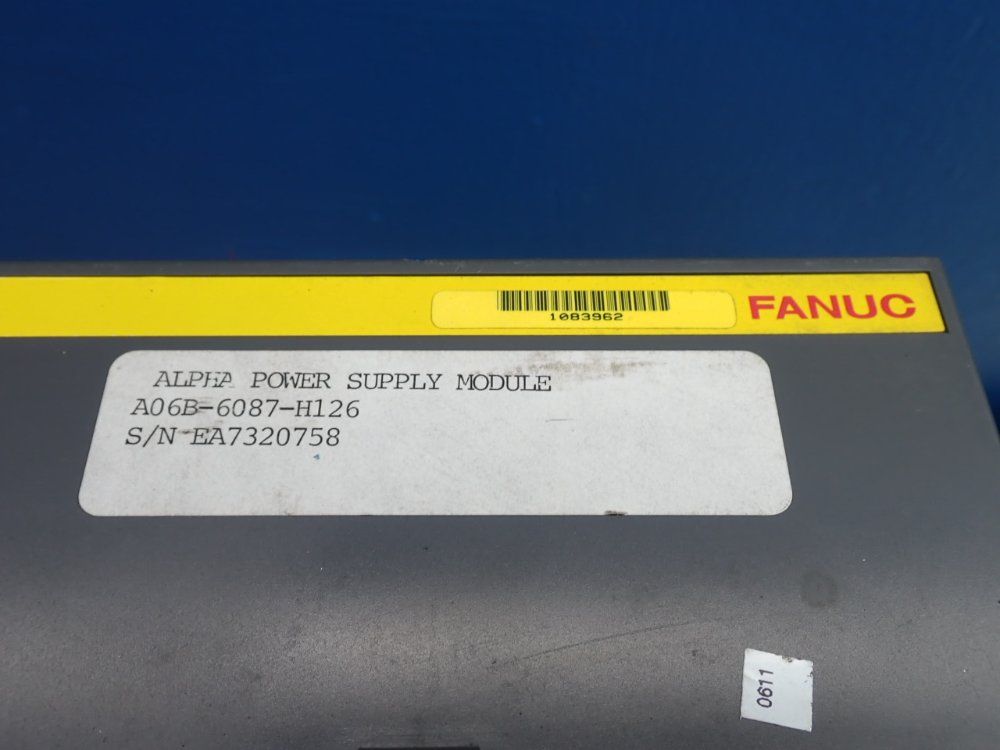 FANUC
1083962
ALPHA POWER SUPPLY MODULE
A06B-6087-H126
S/N EA7320758
0611